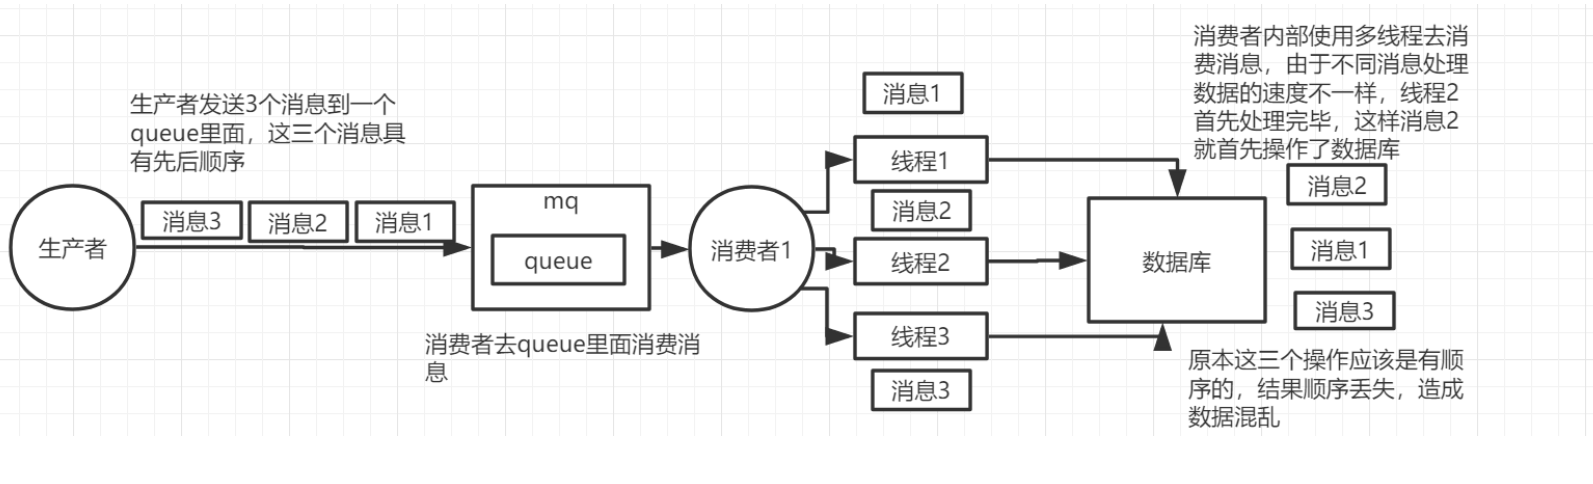 生产者发送3个消息到一个
queue里面，这三个消息具
有先后顺序
生产者
消息3
消息2
消息1
mq
queue
消费者去queue里面消费消
息
消费者1
消息1
线程1
消息2
线程2
线程3
消息3
消费者内部使用多线程去消
费消息，由于不同消息处理
数据的速度不一样，线程2
首先处理完毕，这样消息2
就首先操作了数据库
数据库
消息2
消息1
消息3
原本这三个操作应该是有顺
序的，结果顺序丢失，造成
数据混乱